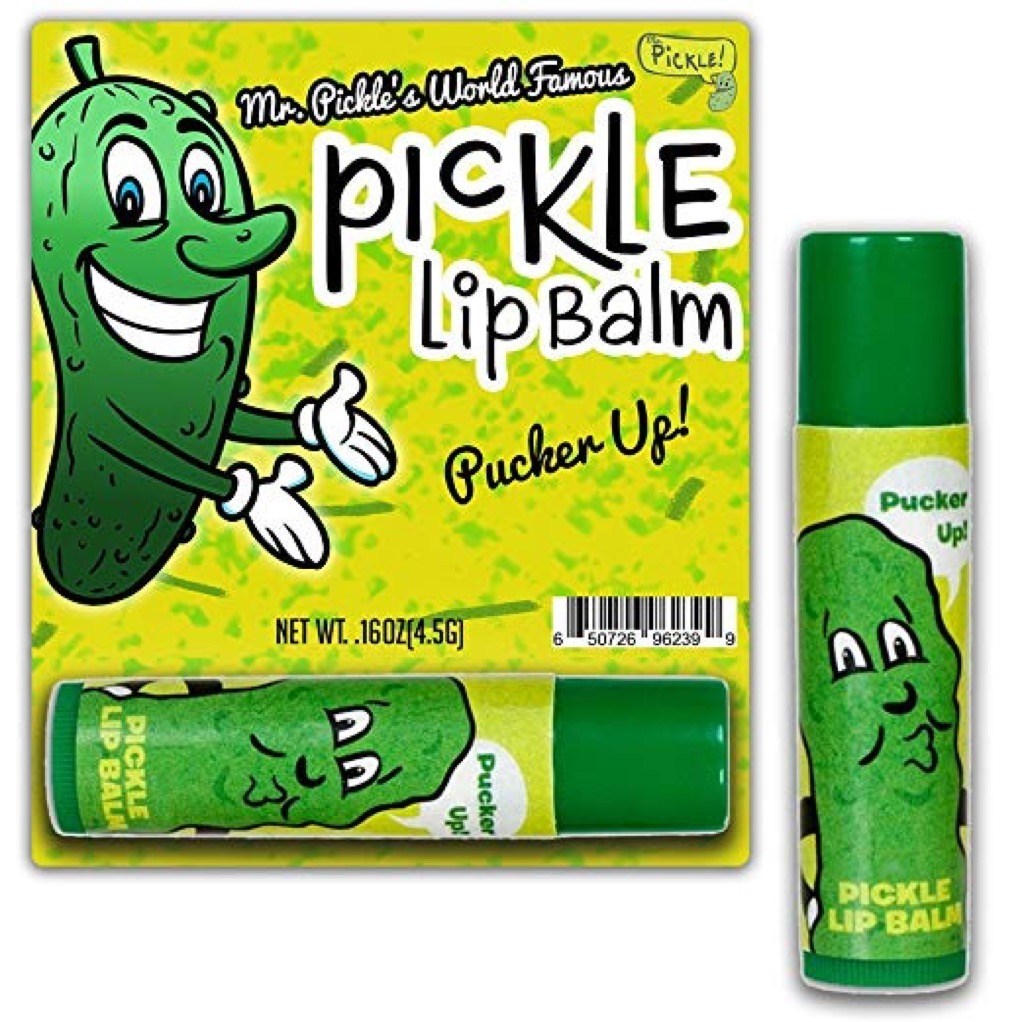 Mr. Pickle's World Famous
Mr.
PICKLE!
PICKLE
Lip Balm
Pucker Up!
NET WT. .16OZ(4.5G)
6 50726 96239 9
PICKLE
LIP BALM
Pucker
Up!
Pucker
Up!
PICKLE
LIP BALM